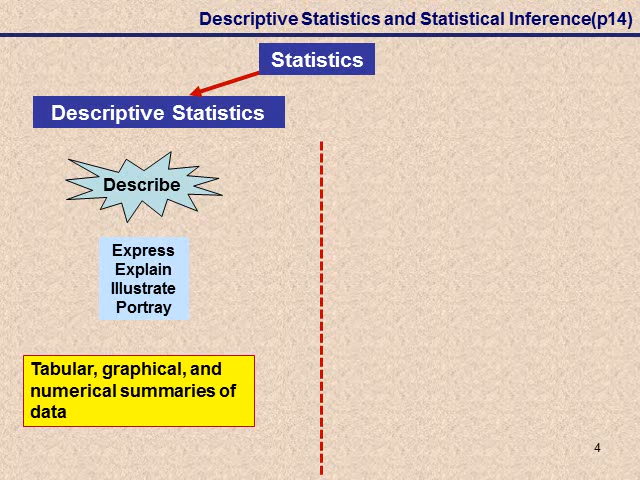 Descriptive Statistics and Statistical Inference(p14)
Statistics
Descriptive Statistics
Describe
Express
Explain
Illustrate
Portray
Tabular, graphical, and
numerical summaries of
data
4